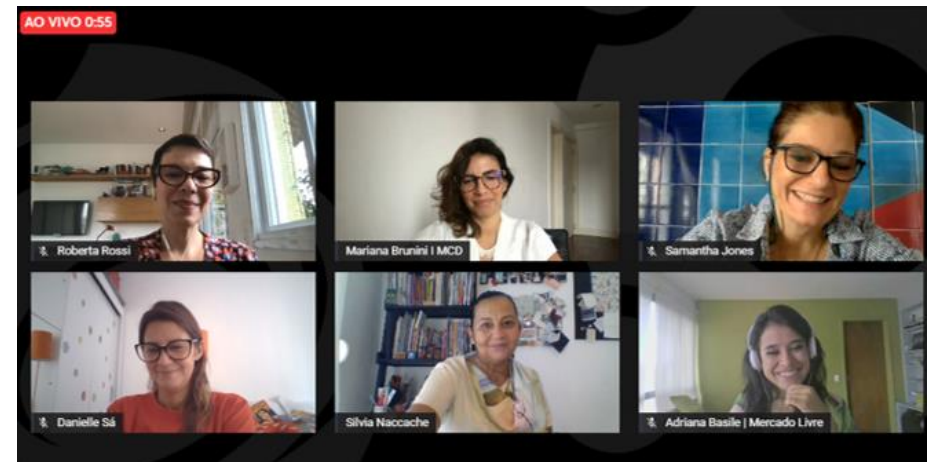 AO VIVO 0:55
Roberta Rossi
Mariana Brunini I MCD
Samantha Jones
Danielle Sá
Silvia Naccache
Adriana Basile | Mercado Livre